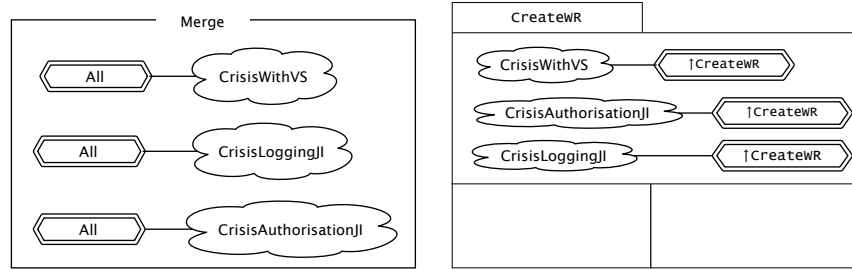 Merge
All CrisisWithVS
All CrisisLoggingJI
All CrisisAuthorisationJI
CreateWR
CrisisWithVS ↑CreateWR
CrisisAuthorisationJI ↑CreateWR
CrisisLoggingJI ↑CreateWR